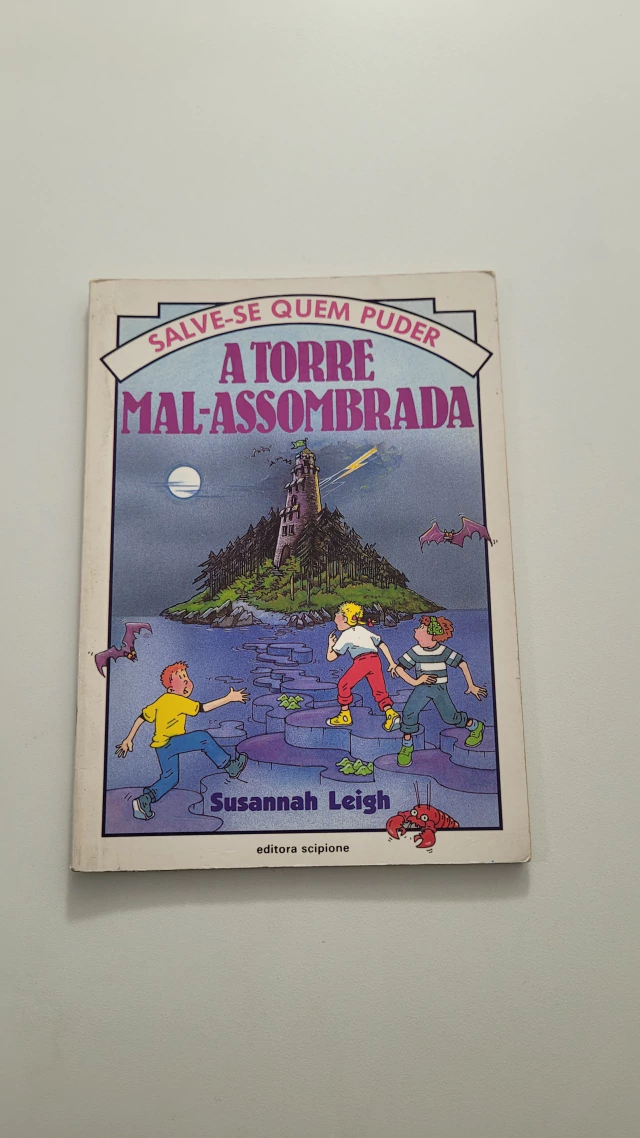 SALVE-SE QUEM PUDER
A TORRE
MAL-ASSOMBRADA
Susannah Leigh
editora scipione